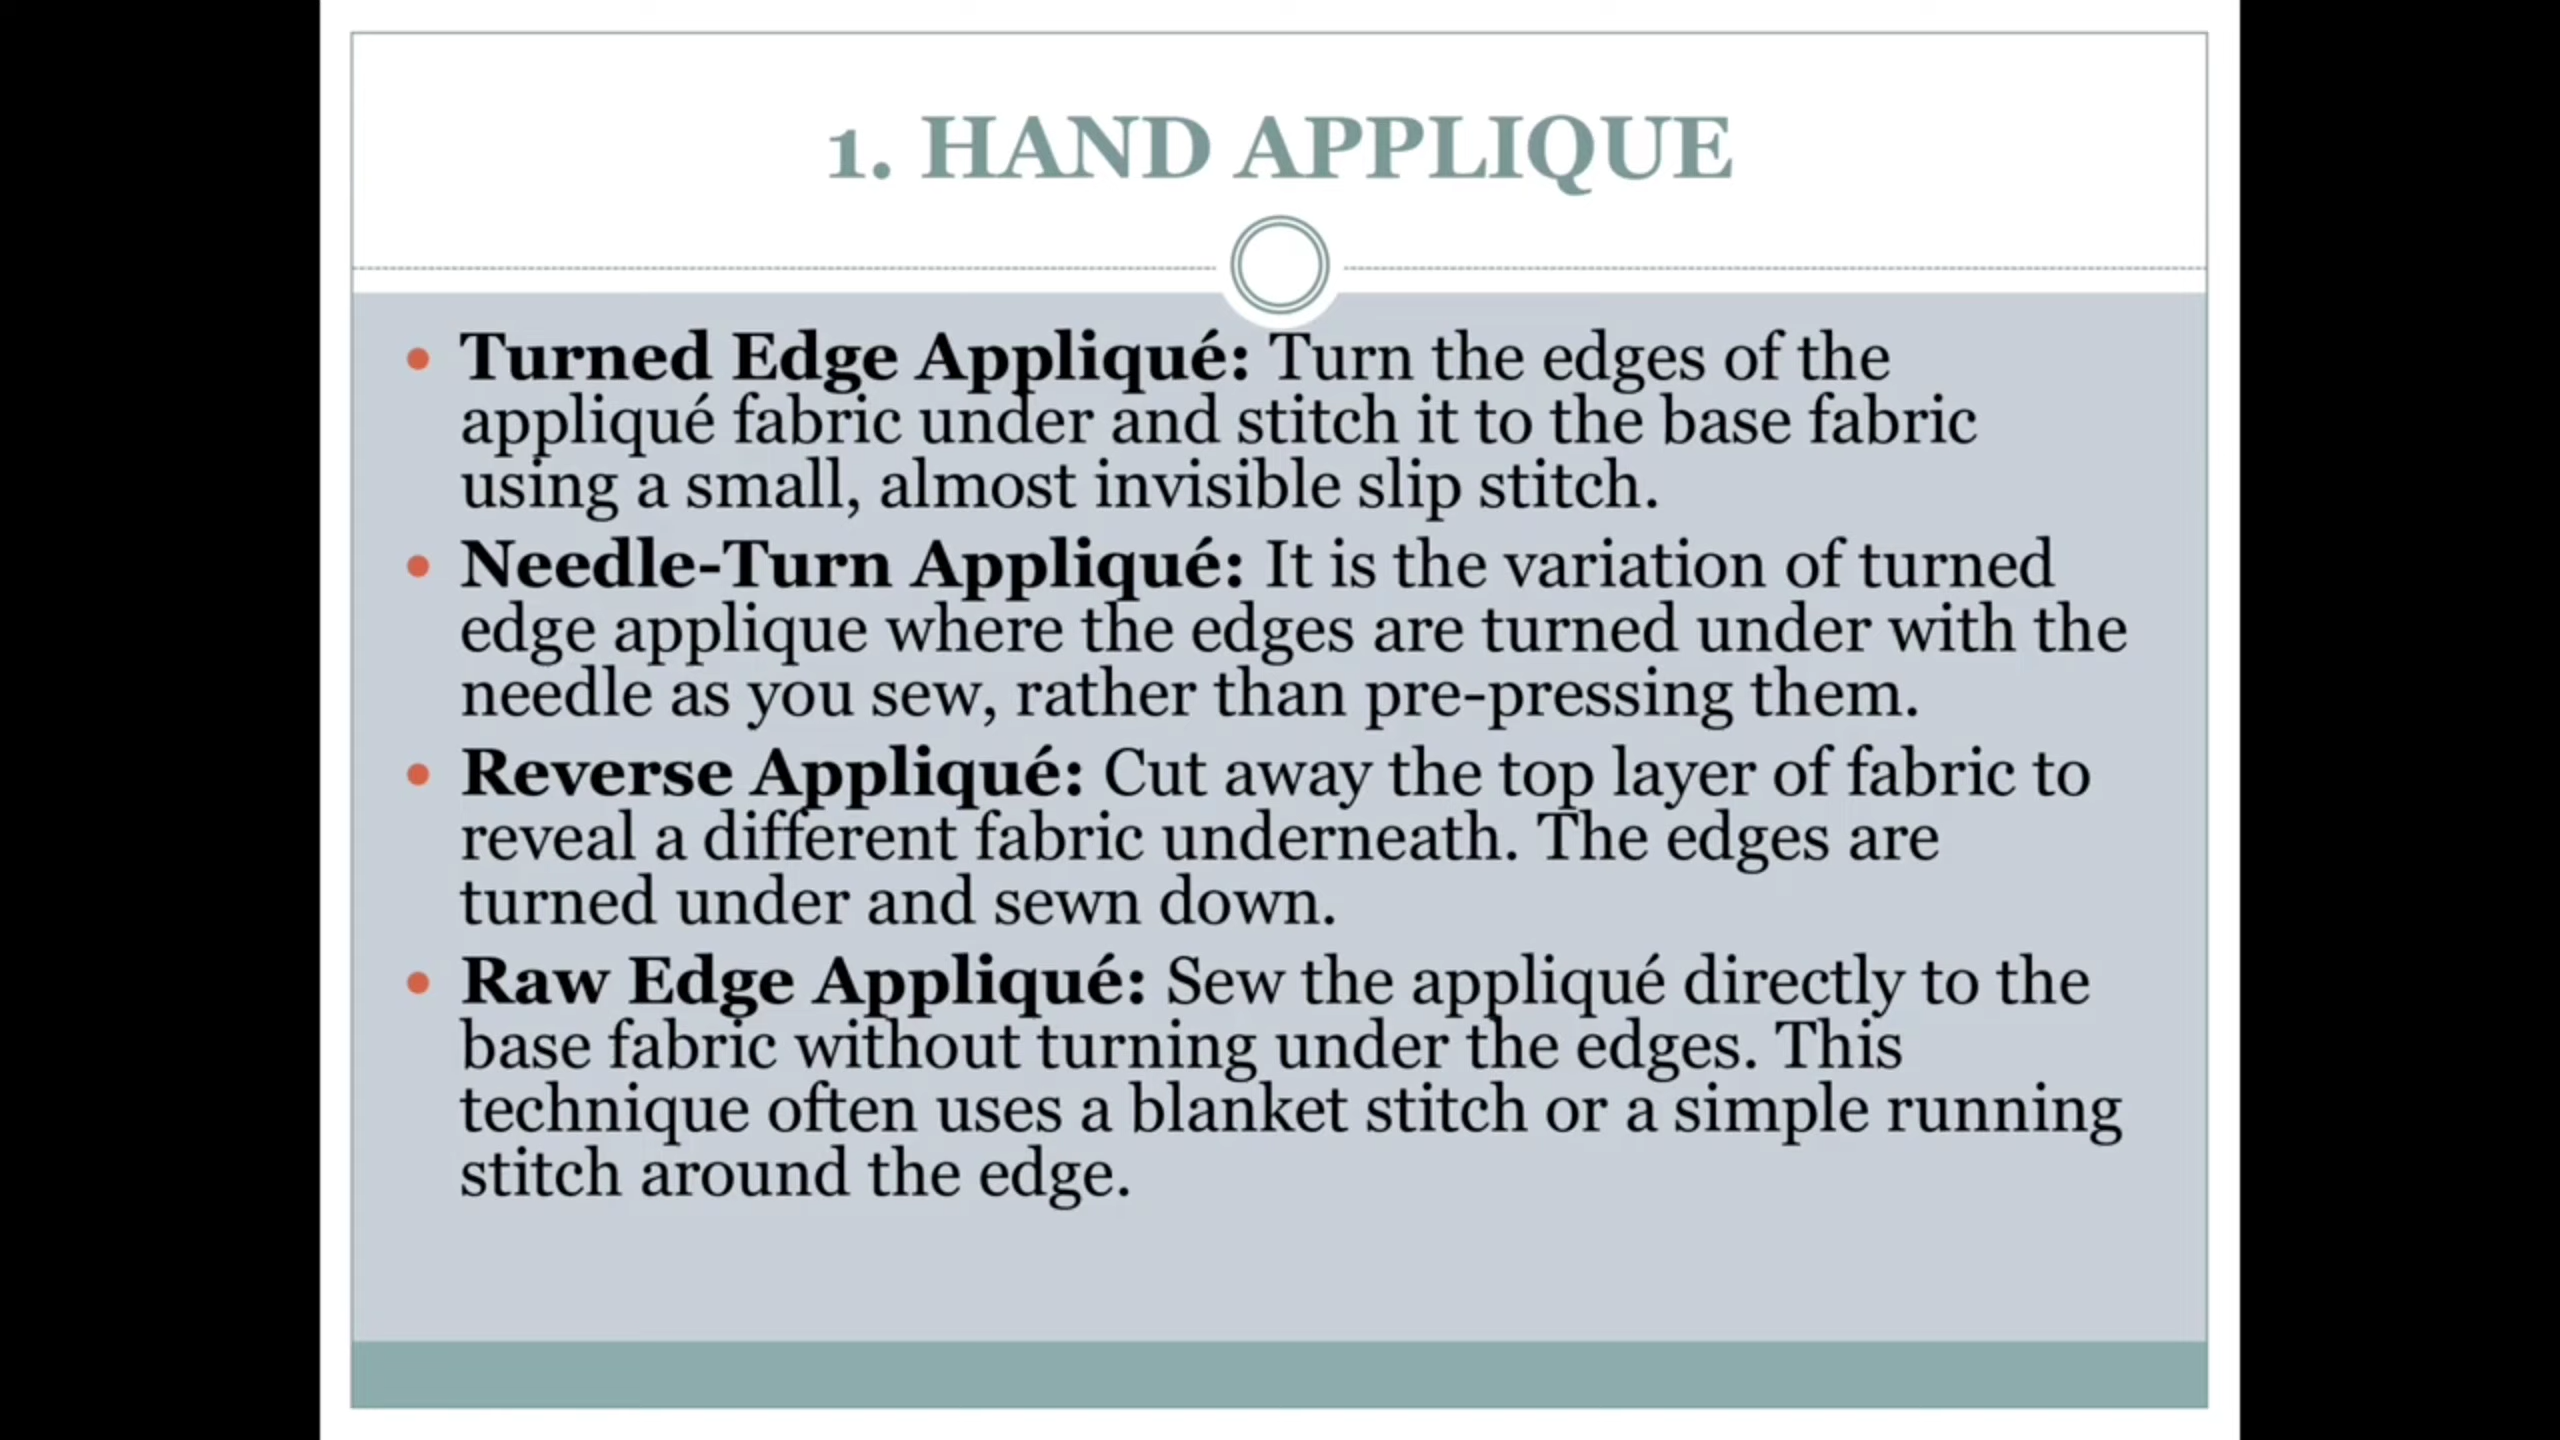 1. HAND APPLIQUE
• Turned Edge Appliqué: Turn the edges of the
appliqué fabric under and stitch it to the base fabric
using a small, almost invisible slip stitch.
• Needle-Turn Appliqué: It is the variation of turned
edge applique where the edges are turned under with the
needle as you sew, rather than pre-pressing them.
• Reverse Appliqué: Cut away the top layer of fabric to
reveal a different fabric underneath. The edges are
turned under and sewn down.
• Raw Edge Appliqué: Sew the appliqué directly to the
base fabric without turning under the edges. This
technique often uses a blanket stitch or a simple running
stitch around the edge.